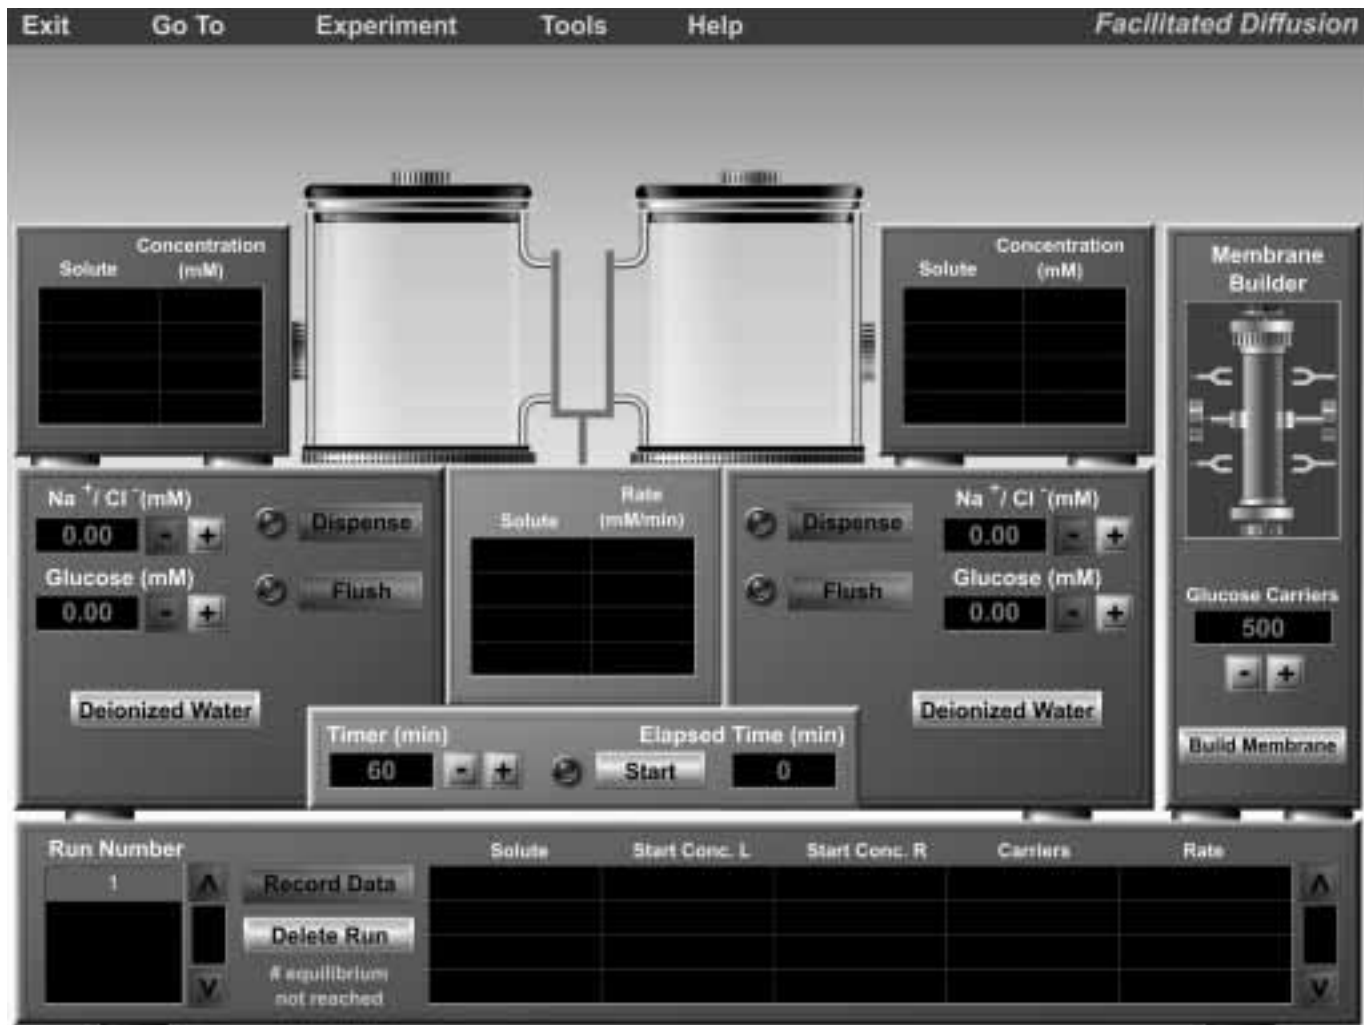 Exit Go To Experiment Tools Help Facilitated Diffusion
Solute Concentration (mM)
Solute Concentration (mM)
Membrane
Builder
Na+/Cl-(mM)
0.00 - +
Dispense
Glucose (mM)
0.00 - +
Flush
Deionized Water
Solute Rate (mM/min)
Dispense
Na+/Cl-(mM)
0.00 - +
Flush
Glucose (mM)
0.00 - +
Deionized Water
Glucose Carriers
500
- +
Build Membrane
Timer (min) Elapsed Time (min)
60 - + Start 0
Run Number
1
Record Data
Delete Run
# equilibrium
not reached
Solute Start Conc. L Start Conc. R Carriers Rate